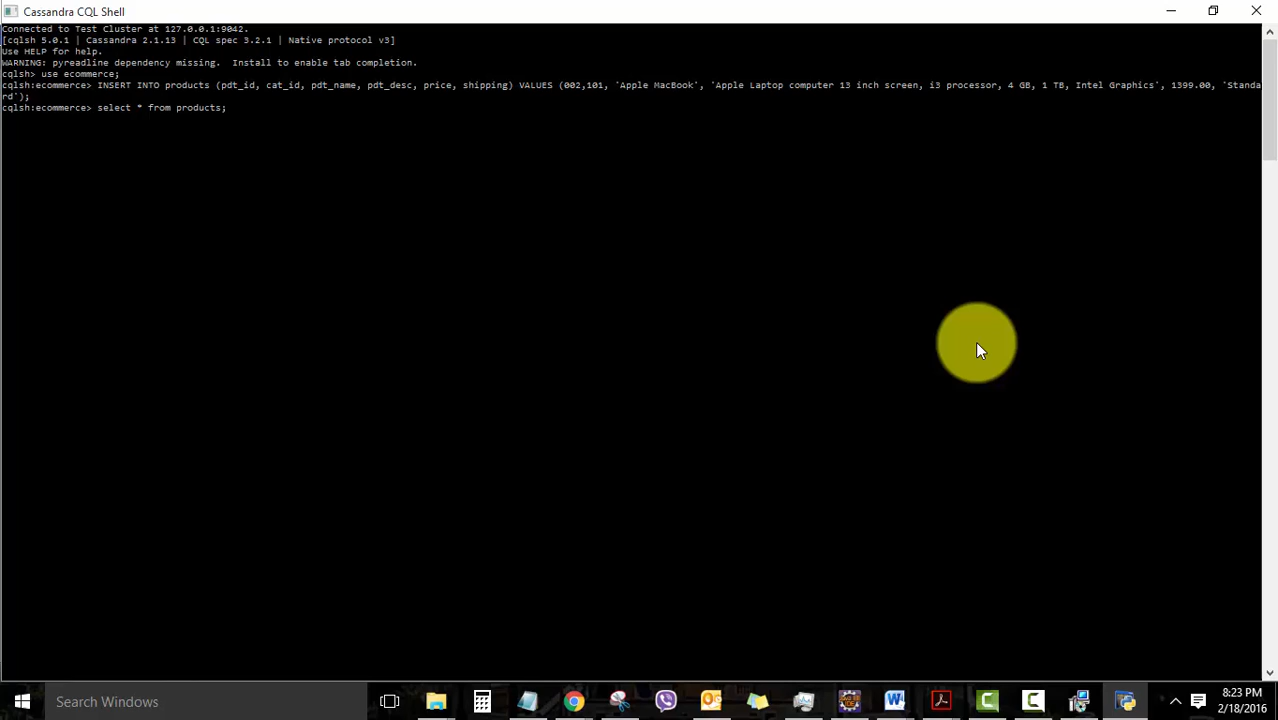 Cassandra CQL Shell
Connected to Test Cluster at 127.0.0.1:9042.
[cqlsh 5.0.1 | Cassandra 2.1.13 | CQL spec 3.2.1 | Native protocol v3]
Use HELP for help.
WARNING: pyreadline dependency missing.  Install to enable tab completion.
cqlsh> use ecommerce;
cqlsh:ecommerce> INSERT INTO products (pdt_id, cat_id, pdt_name, pdt_desc, price, shipping) VALUES (002,101, 'Apple MacBook', 'Apple Laptop computer 13 inch screen, i3 processor, 4 GB, 1 TB, Intel Graphics', 1399.00, 'Standa
rd');
cqlsh:ecommerce> select * from products;
Search Windows
8:23 PM
2/18/2016